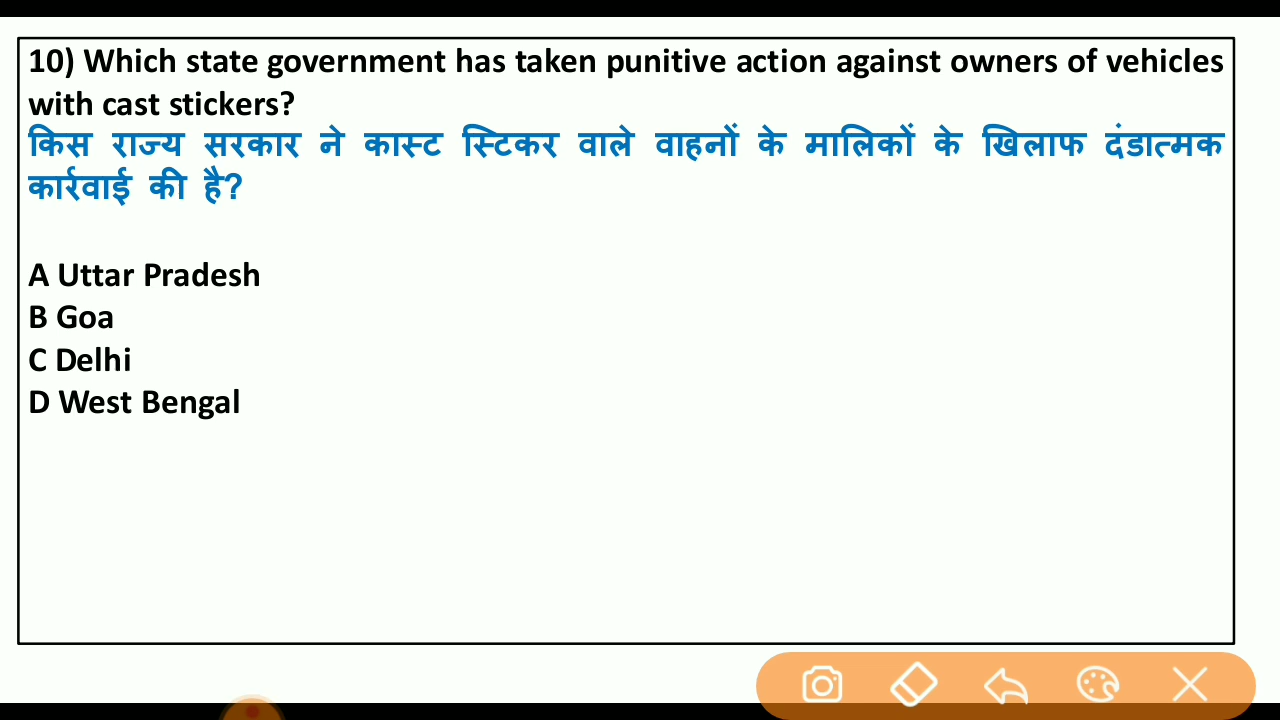 10) Which state government has taken punitive action against owners of vehicles
with cast stickers?
किस राज्य सरकार ने कास्ट स्टिकर वाले वाहनों के मालिकों के खिलाफ दंडात्मक
कार्रवाई की है?
A Uttar Pradesh
B Goa
C Delhi
D West Bengal